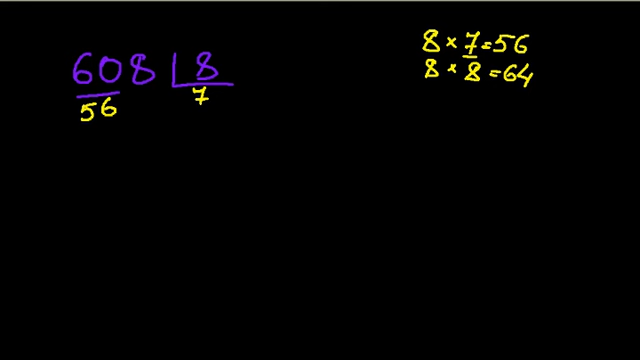 608 | 8
56 7
8 × 7 = 56
8 × 8 = 64